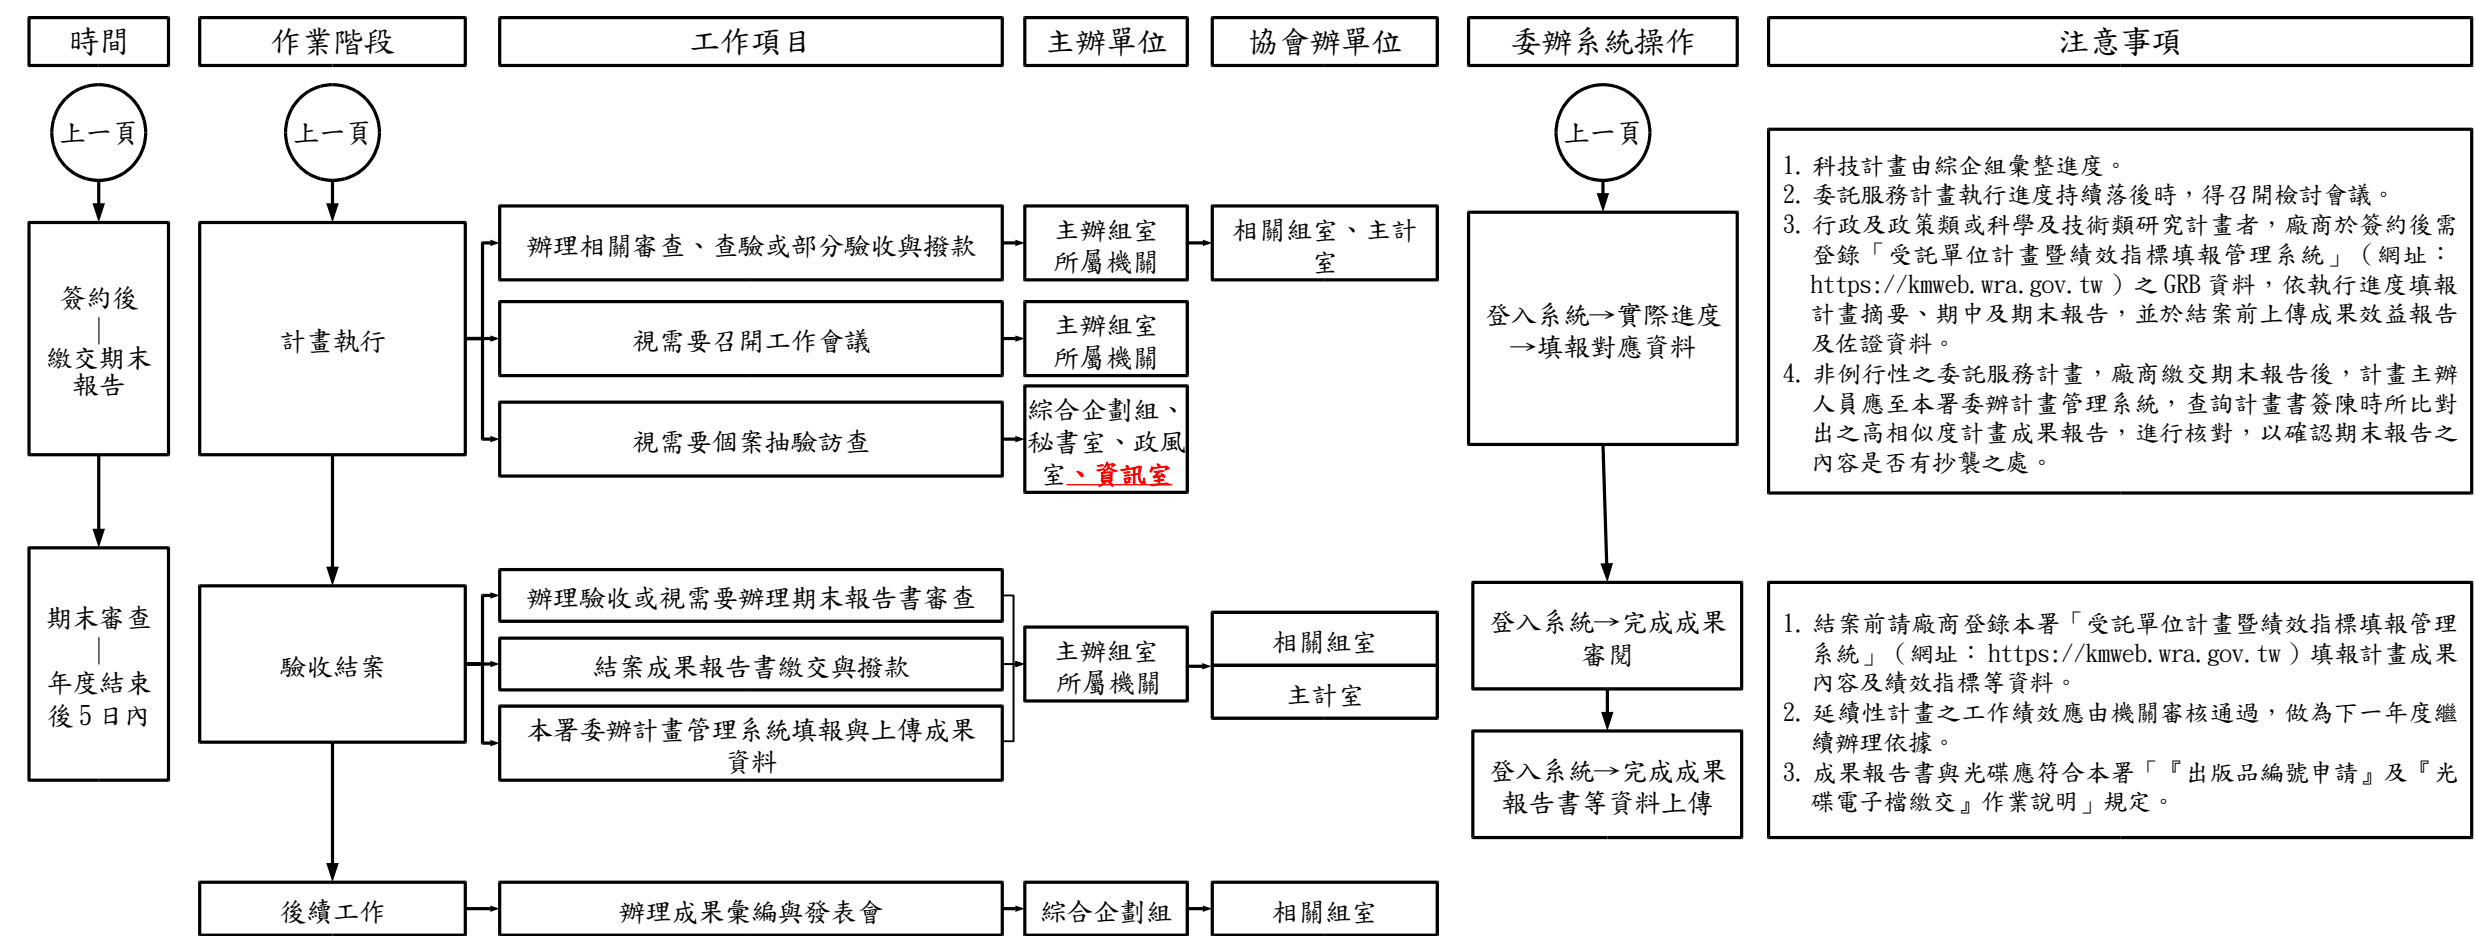 時間
作業階段
工作項目
主辦單位
協會辦單位
委辦系統操作
注意事項
上一頁
上一頁
上一頁
簽約後
｜
繳交期末
報告
計畫執行
辦理相關審查、查驗或部分驗收與撥款
主辦組室
所屬機關
相關組室、主計
室
視需要召開工作會議
主辦組室
所屬機關
視需要個案抽驗訪查
綜合企劃組、
秘書室、政風
室、資訊室
登入系統→實際進度
→填報對應資料
1. 科技計畫由綜企組彙整進度。
2. 委託服務計畫執行進度持續落後時，得召開檢討會議。
3. 行政及政策類或科學及技術類研究計畫者，廠商於簽約後需
登錄「受託單位計畫暨績效指標填報管理系統」（網址：
https://kmweb.wra.gov.tw）之GRB資料，依執行進度填報
計畫摘要、期中及期末報告，並於結案前上傳成果效益報告
及佐證資料。
4. 非例行性之委託服務計畫，廠商繳交期末報告後，計畫主辦
人員應至本署委辦計畫管理系統，查詢計畫書簽陳時所比對
出之高相似度計畫成果報告，進行核對，以確認期末報告之
內容是否有抄襲之處。
期末審查
｜
年度結束
後5日內
驗收結案
辦理驗收或視需要辦理期末報告書審查
結案成果報告書繳交與撥款
本署委辦計畫管理系統填報與上傳成果
資料
主辦組室
所屬機關
相關組室
主計室
登入系統→完成成果
審閱
登入系統→完成成果
報告書等資料上傳
1. 結案前請廠商登錄本署「受託單位計畫暨績效指標填報管理
系統」（網址：https://kmweb.wra.gov.tw）填報計畫成果
內容及績效指標等資料。
2. 延續性計畫之工作績效應由機關審核通過，做為下一年度繼
續辦理依據。
3. 成果報告書與光碟應符合本署「『出版品編號申請』及『光
碟電子檔繳交』作業說明」規定。
後續工作
辦理成果彙編與發表會
綜合企劃組
相關組室